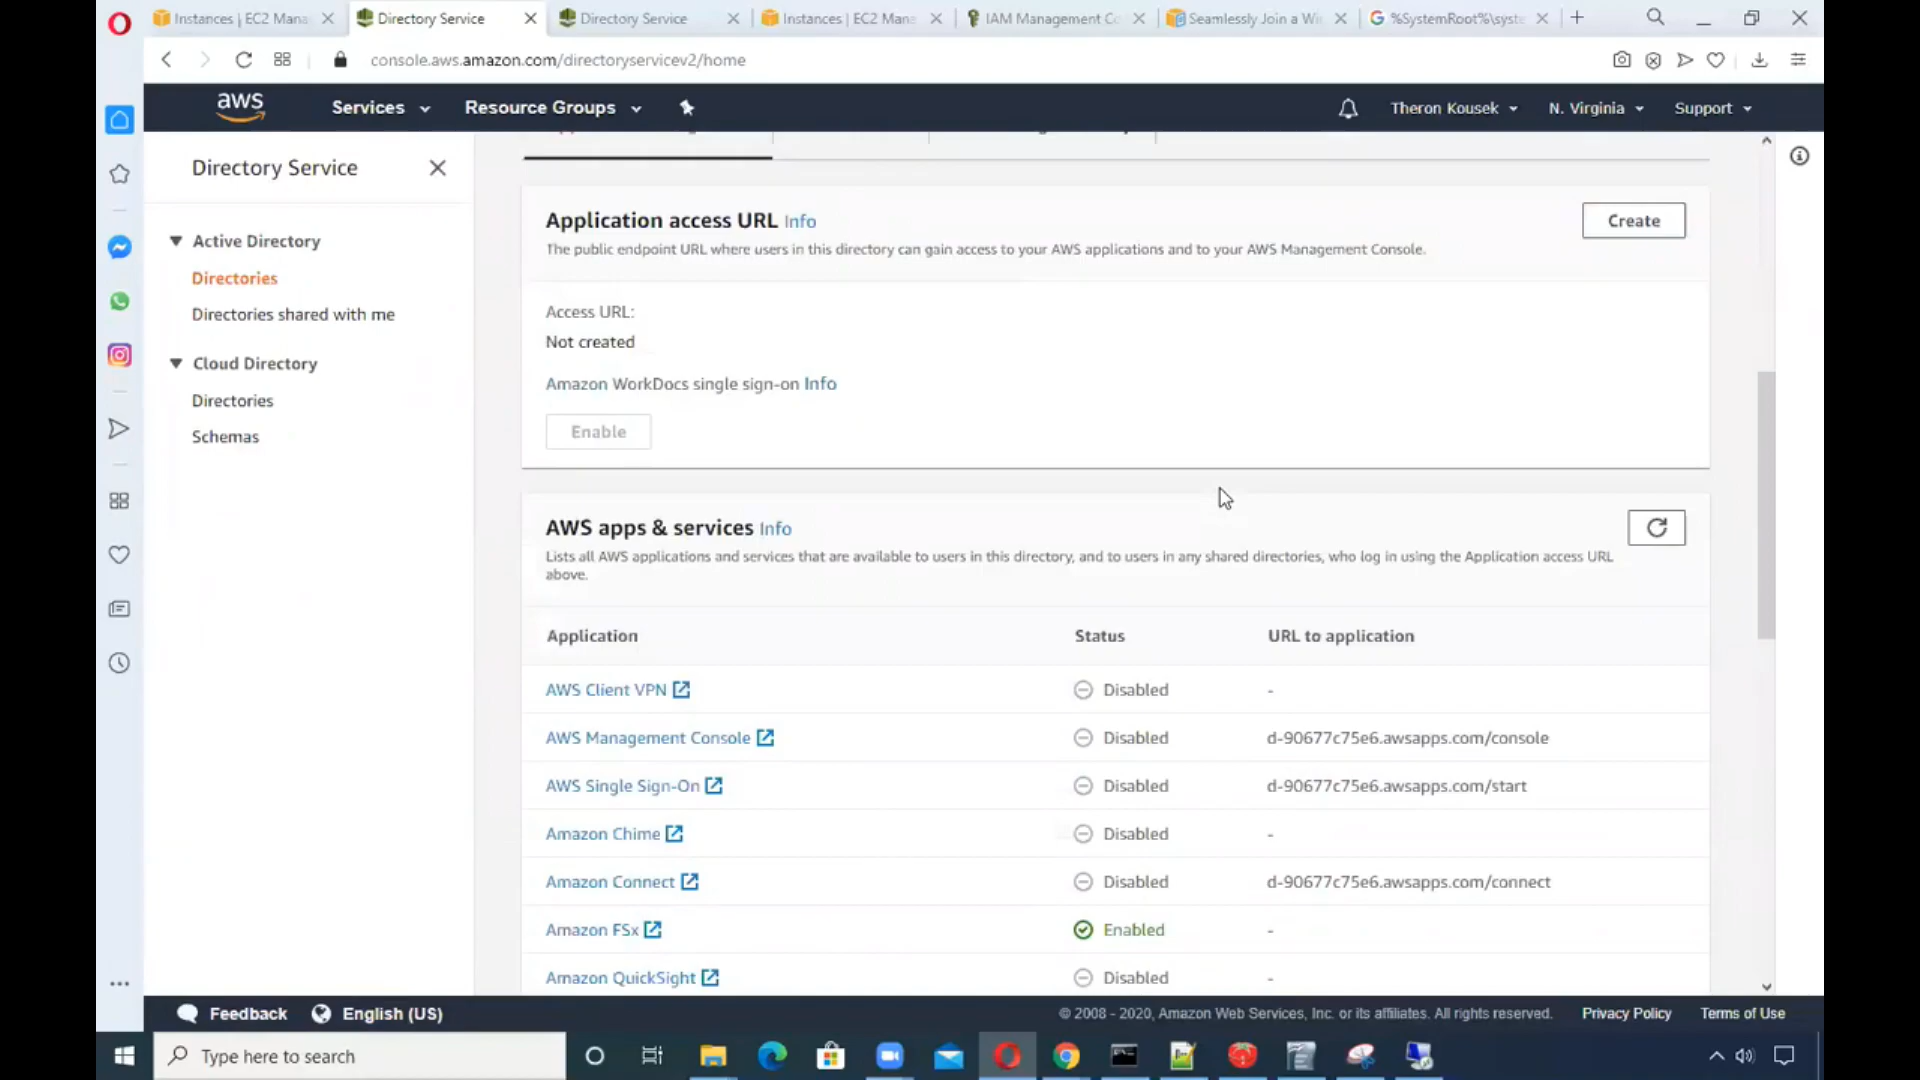 Instances | EC2 Mana
Directory Service
Directory Service
Instances | EC2 Mana
IAM Management Co
Seamlessly Join a Wi
%SystemRoot%\syste
console.aws.amazon.com/directoryservicev2/home
aws
Services
Resource Groups
Theron Kousek
N. Virginia
Support
Directory Service
Active Directory
Directories
Directories shared with me
Cloud Directory
Directories
Schemas
Application access URL Info
Create
The public endpoint URL where users in this directory can gain access to your AWS applications and to your AWS Management Console.
Access URL:
Not created
Amazon WorkDocs single sign-on Info
Enable
AWS apps & services Info
Lists all AWS applications and services that are available to users in this directory, and to users in any shared directories, who log in using the Application access URL
above.
Application Status URL to application
AWS Client VPN Disabled -
AWS Management Console Disabled d-90677c75e6.awsapps.com/console
AWS Single Sign-On Disabled d-90677c75e6.awsapps.com/start
Amazon Chime Disabled -
Amazon Connect Disabled d-90677c75e6.awsapps.com/connect
Amazon FSx Enabled -
Amazon QuickSight Disabled -
Feedback
English (US)
© 2008 - 2020, Amazon Web Services, Inc. or its affiliates. All rights reserved.
Privacy Policy
Terms of Use
Type here to search